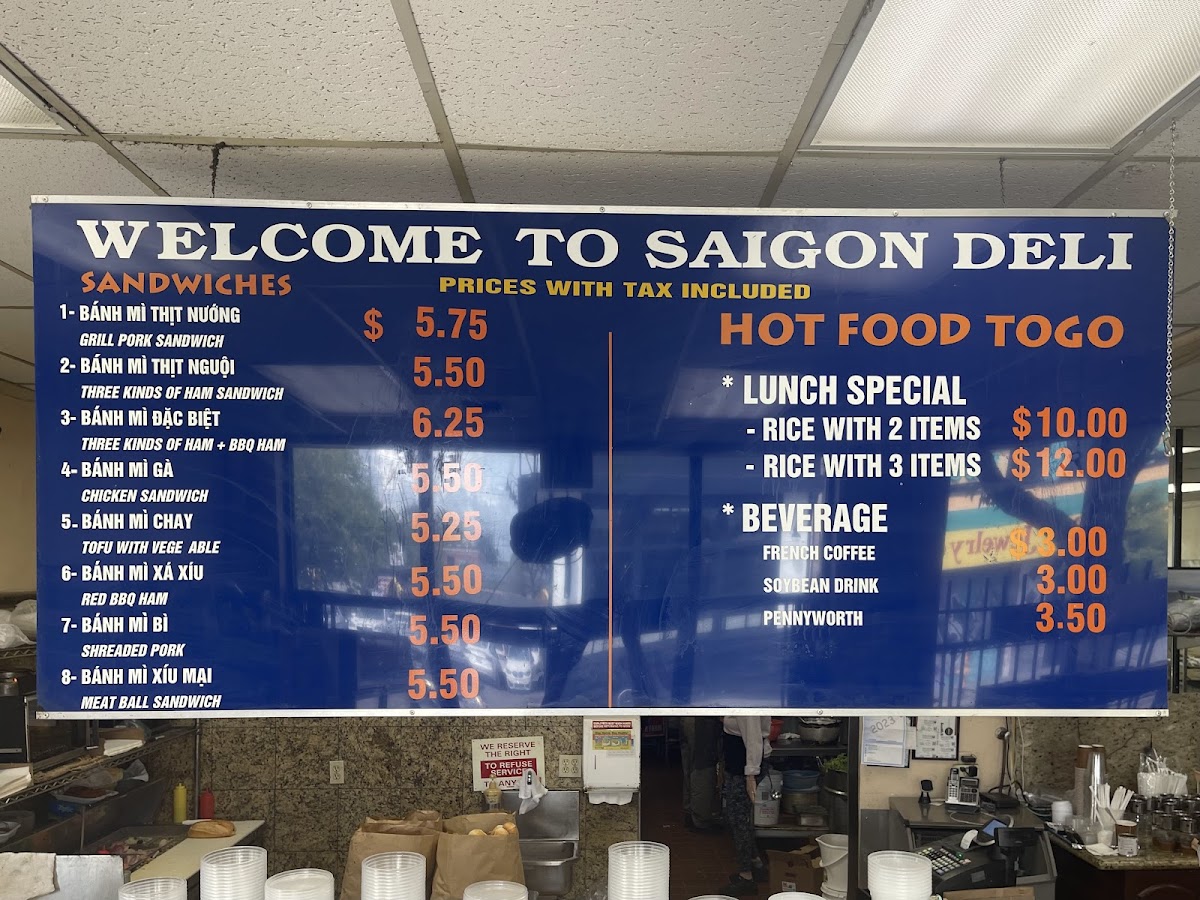 WELCOME TO SAIGON DELI
SANDWICHES
PRICES WITH TAX INCLUDED
1- BÁNH MÌ THỊT NƯỚNG $ 5.75
GRILL PORK SANDWICH
2- BÁNH MÌ THỊT NGUỘI 5.50
THREE KINDS OF HAM SANDWICH
3- BÁNH MÌ ĐẶC BIỆT 6.25
THREE KINDS OF HAM + BBQ HAM
4- BÁNH MÌ GÀ 5.50
CHICKEN SANDWICH
5- BÁNH MÌ CHAY 5.25
TOFU WITH VEGE ABLE
6- BÁNH MÌ XÁ XÍU 5.50
RED BBQ HAM
7- BÁNH MÌ BÌ 5.50
SHREADED PORK
8- BÁNH MÌ XÍU MẠI 5.50
MEAT BALL SANDWICH
HOT FOOD TOGO
* LUNCH SPECIAL
- RICE WITH 2 ITEMS $10.00
- RICE WITH 3 ITEMS $12.00
* BEVERAGE
FRENCH COFFEE $3.00
SOYBEAN DRINK 3.00
PENNYWORTH 3.50
WE RESERVE
THE RIGHT
TO REFUSE
SERVICE
2023